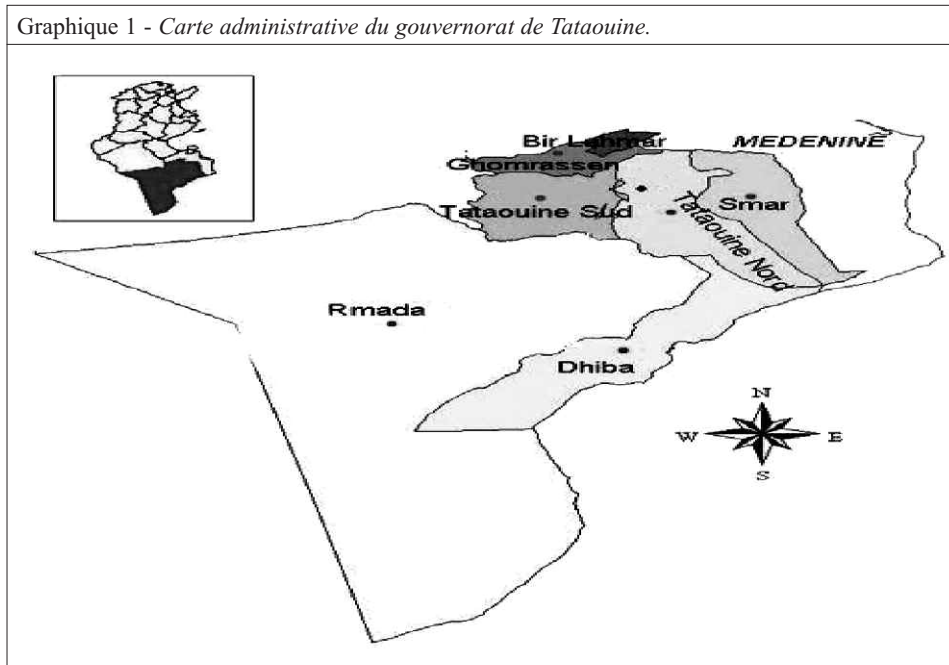 Graphique 1 - Carte administrative du gouvernorat de Tataouine.
Bir Lahmar
MEDENINE
Ghomrassen
Tataouine Sud
Smar
Tataouine Nord
Rmada
Dhiba
N
W
E
S